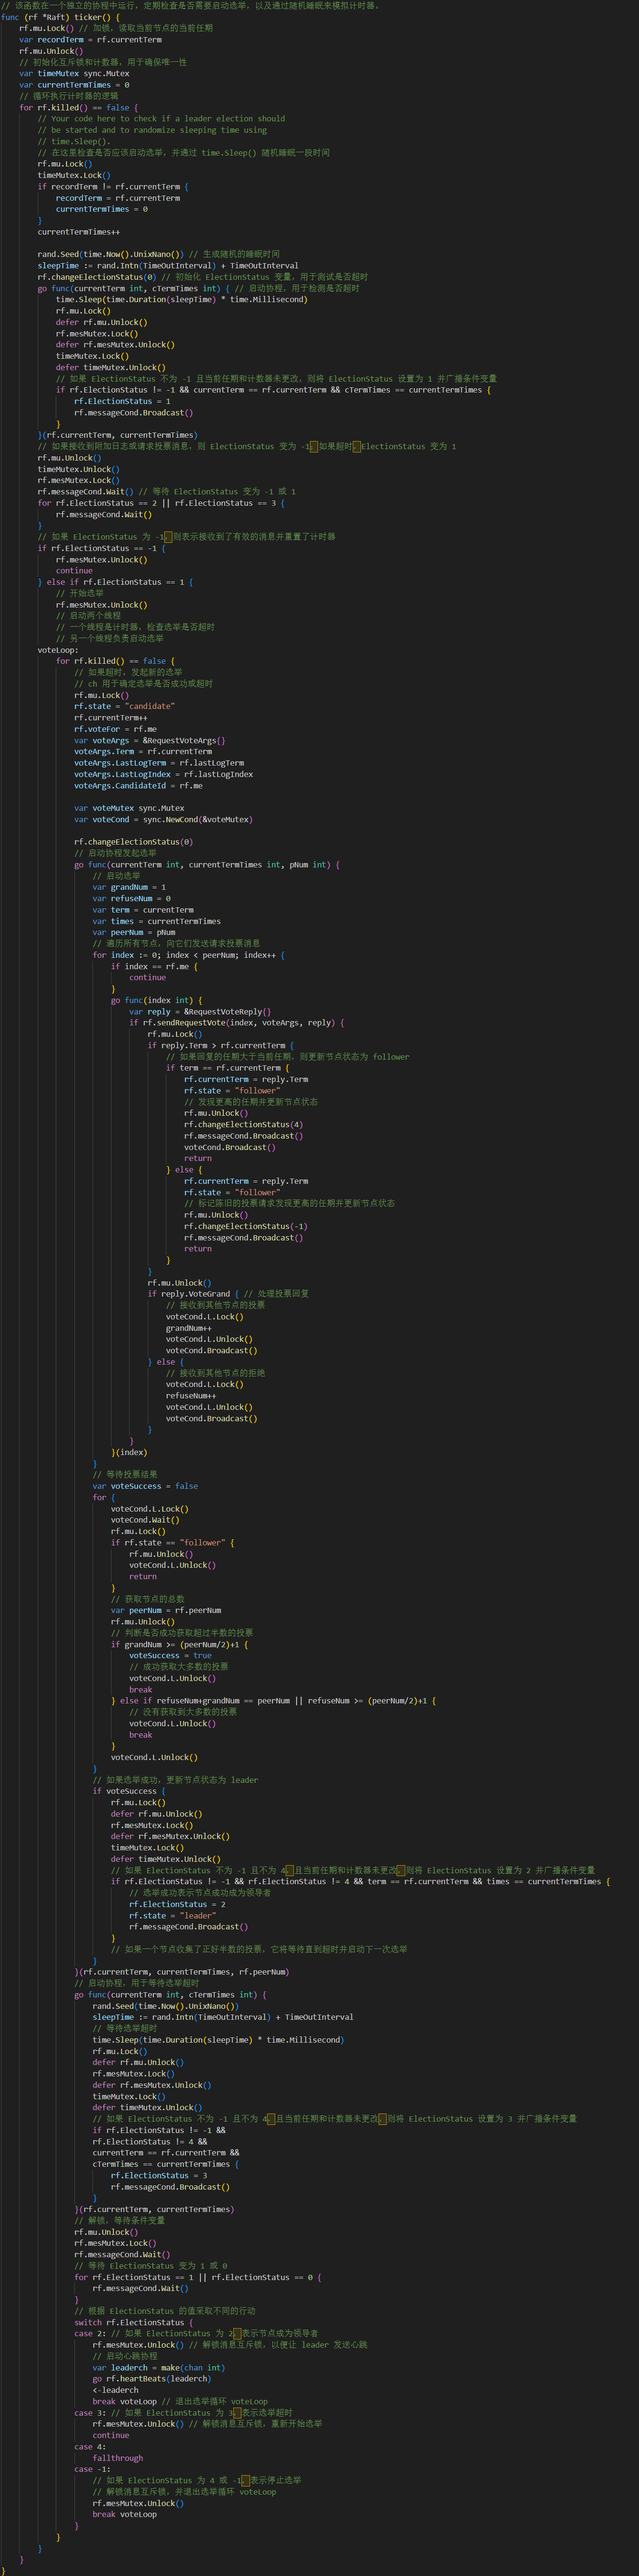 // 该函数在一个独立的协程中运行，定期检查是否需要启动选举，以及通过随机睡眠来模拟计时器。
func (rf *Raft) ticker() {
    rf.mu.Lock() // 加锁，读取当前节点的当前任期
    var recordTerm = rf.currentTerm
    rf.mu.Unlock()
    // 初始化互斥锁和计数器，用于确保唯一性
    var timeMutex sync.Mutex
    var currentTermTimes = 0
    // 循环执行计时器的逻辑
    for rf.killed() == false {
        // Your code here to check if a leader election should
        // be started and to randomize sleeping time using
        // time.Sleep().
        // 在这里检查是否应该启动选举，并通过 time.Sleep() 随机睡眠一段时间
        rf.mu.Lock()
        timeMutex.Lock()
        if recordTerm != rf.currentTerm {
            recordTerm = rf.currentTerm
            currentTermTimes = 0
        }
        currentTermTimes++

        rand.Seed(time.Now().UnixNano()) // 生成随机的睡眠时间
        sleepTime := rand.Intn(TimeOutInterval) + TimeOutInterval
        rf.changeElectionStatus(0) // 初始化 ElectionStatus 变量，用于测试是否超时
        go func(currentTerm int, cTermTimes int) { // 启动协程，用于检测是否超时
            time.Sleep(time.Duration(sleepTime) * time.Millisecond)
            rf.mu.Lock()
            defer rf.mu.Unlock()
            rf.mesMutex.Lock()
            defer rf.mesMutex.Unlock()
            timeMutex.Lock()
            defer timeMutex.Unlock()
            // 如果 ElectionStatus 不为 -1 且当前任期和计数器未更改，则将 ElectionStatus 设置为 1 并广播条件变量
            if rf.ElectionStatus != -1 && currentTerm == rf.currentTerm && cTermTimes == currentTermTimes {
                rf.ElectionStatus = 1
                rf.messageCond.Broadcast()
            }
        }(rf.currentTerm, currentTermTimes)
        // 如果接收到附加日志或请求投票消息，则 ElectionStatus 变为 -1，如果超时，ElectionStatus 变为 1
        rf.mu.Unlock()
        timeMutex.Unlock()
        rf.mesMutex.Lock()
        rf.messageCond.Wait() // 等待 ElectionStatus 变为 -1 或 1
        for rf.ElectionStatus == 2 || rf.ElectionStatus == 3 {
            rf.messageCond.Wait()
        }
        // 如果 ElectionStatus 为 -1，则表示接收到了有效的消息并重置了计时器
        if rf.ElectionStatus == -1 {
            rf.mesMutex.Unlock()
            continue
        } else if rf.ElectionStatus == 1 {
            // 开始选举
            rf.mesMutex.Unlock()
            // 启动两个线程
            // 一个线程是计时器，检查选举是否超时
            // 另一个线程负责启动选举
        voteLoop:
            for rf.killed() == false {
                // 如果超时，发起新的选举
                // ch 用于确定选举是否成功或超时
                rf.mu.Lock()
                rf.state = "candidate"
                rf.currentTerm++
                rf.voteFor = rf.me
                var voteArgs = &RequestVoteArgs{}
                voteArgs.Term = rf.currentTerm
                voteArgs.LastLogTerm = rf.lastLogTerm
                voteArgs.LastLogIndex = rf.lastLogIndex
                voteArgs.CandidateId = rf.me

                var voteMutex sync.Mutex
                var voteCond = sync.NewCond(&voteMutex)

                rf.changeElectionStatus(0)
                // 启动协程发起选举
                go func(currentTerm int, currentTermTimes int, pNum int) {
                    // 启动选举
                    var grandNum = 1
                    var refuseNum = 0
                    var term = currentTerm
                    var times = currentTermTimes
                    var peerNum = pNum
                    // 遍历所有节点，向它们发送请求投票消息
                    for index := 0; index < peerNum; index++ {
                        if index == rf.me {
                            continue
                        }
                        go func(index int) {
                            var reply = &RequestVoteReply{}
                            if rf.sendRequestVote(index, voteArgs, reply) {
                                rf.mu.Lock()
                                if reply.Term > rf.currentTerm {
                                    // 如果回复的任期大于当前任期，则更新节点状态为 follower
                                    if term == rf.currentTerm {
                                        rf.currentTerm = reply.Term
                                        rf.state = "follower"
                                        // 发现更高的任期并更新节点状态
                                        rf.mu.Unlock()
                                        rf.changeElectionStatus(4)
                                        rf.messageCond.Broadcast()
                                        voteCond.Broadcast()
                                        return
                                    } else {
                                        rf.currentTerm = reply.Term
                                        rf.state = "follower"
                                        // 标记陈旧的投票请求发现更高的任期并更新节点状态
                                        rf.mu.Unlock()
                                        rf.changeElectionStatus(-1)
                                        rf.messageCond.Broadcast()
                                        return
                                    }
                                }
                                rf.mu.Unlock()
                                if reply.VoteGrand { // 处理投票回复
                                    // 接收到其他节点的投票
                                    voteCond.L.Lock()
                                    grandNum++
                                    voteCond.L.Unlock()
                                    voteCond.Broadcast()
                                } else {
                                    // 接收到其他节点的拒绝
                                    voteCond.L.Lock()
                                    refuseNum++
                                    voteCond.L.Unlock()
                                    voteCond.Broadcast()
                                }
                            }
                        }(index)
                    }
                    // 等待投票结果
                    var voteSuccess = false
                    for {
                        voteCond.L.Lock()
                        voteCond.Wait()
                        rf.mu.Lock()
                        if rf.state == "follower" {
                            rf.mu.Unlock()
                            voteCond.L.Unlock()
                            return
                        }
                        // 获取节点的总数
                        var peerNum = rf.peerNum
                        rf.mu.Unlock()
                        // 判断是否成功获取超过半数的投票
                        if grandNum >= (peerNum/2)+1 {
                            voteSuccess = true
                            // 成功获取大多数的投票
                            voteCond.L.Unlock()
                            break
                        } else if refuseNum+grandNum == peerNum || refuseNum >= (peerNum/2)+1 {
                            // 没有获取到大多数的投票
                            voteCond.L.Unlock()
                            break
                        }
                        voteCond.L.Unlock()
                    }
                    // 如果选举成功，更新节点状态为 leader
                    if voteSuccess {
                        rf.mu.Lock()
                        defer rf.mu.Unlock()
                        rf.mesMutex.Lock()
                        defer rf.mesMutex.Unlock()
                        timeMutex.Lock()
                        defer timeMutex.Unlock()
                        // 如果 ElectionStatus 不为 -1 且不为 4，且当前任期和计数器未更改，则将 ElectionStatus 设置为 2 并广播条件变量
                        if rf.ElectionStatus != -1 && rf.ElectionStatus != 4 && term == rf.currentTerm && times == currentTermTimes {
                            // 选举成功表示节点成功成为领导者
                            rf.ElectionStatus = 2
                            rf.state = "leader"
                            rf.messageCond.Broadcast()
                        }
                        // 如果一个节点收集了正好半数的投票，它将等待直到超时并启动下一次选举
                    }
                }(rf.currentTerm, currentTermTimes, rf.peerNum)
                // 启动协程，用于等待选举超时
                go func(currentTerm int, cTermTimes int) {
                    rand.Seed(time.Now().UnixNano())
                    sleepTime := rand.Intn(TimeOutInterval) + TimeOutInterval
                    // 等待选举超时
                    time.Sleep(time.Duration(sleepTime) * time.Millisecond)
                    rf.mu.Lock()
                    defer rf.mu.Unlock()
                    rf.mesMutex.Lock()
                    defer rf.mesMutex.Unlock()
                    timeMutex.Lock()
                    defer timeMutex.Unlock()
                    // 如果 ElectionStatus 不为 -1 且不为 4，且当前任期和计数器未更改，则将 ElectionStatus 设置为 3 并广播条件变量
                    if rf.ElectionStatus != -1 &&
                    rf.ElectionStatus != 4 &&
                    currentTerm == rf.currentTerm &&
                    cTermTimes == currentTermTimes {
                        rf.ElectionStatus = 3
                        rf.messageCond.Broadcast()
                    }
                }(rf.currentTerm, currentTermTimes)
                // 解锁，等待条件变量
                rf.mu.Unlock()
                rf.mesMutex.Lock()
                rf.messageCond.Wait()
                // 等待 ElectionStatus 变为 1 或 0
                for rf.ElectionStatus == 1 || rf.ElectionStatus == 0 {
                    rf.messageCond.Wait()
                }
                // 根据 ElectionStatus 的值采取不同的行动
                switch rf.ElectionStatus {
                case 2: // 如果 ElectionStatus 为 2，表示节点成为领导者
                    rf.mesMutex.Unlock() // 解锁消息互斥锁，以便让 leader 发送心跳
                    // 启动心跳协程
                    var leaderch = make(chan int)
                    go rf.heartBeats(leaderch)
                    <-leaderch
                    break voteLoop // 退出选举循环 voteLoop
                case 3: // 如果 ElectionStatus 为 3，表示选举超时
                    rf.mesMutex.Unlock() // 解锁消息互斥锁，重新开始选举
                    continue
                case 4:
                    fallthrough
                case -1:
                    // 如果 ElectionStatus 为 4 或 -1，表示停止选举
                    // 解锁消息互斥锁，并退出选举循环 voteLoop
                    rf.mesMutex.Unlock()
                    break voteLoop
                }
            }
        }
    }
}